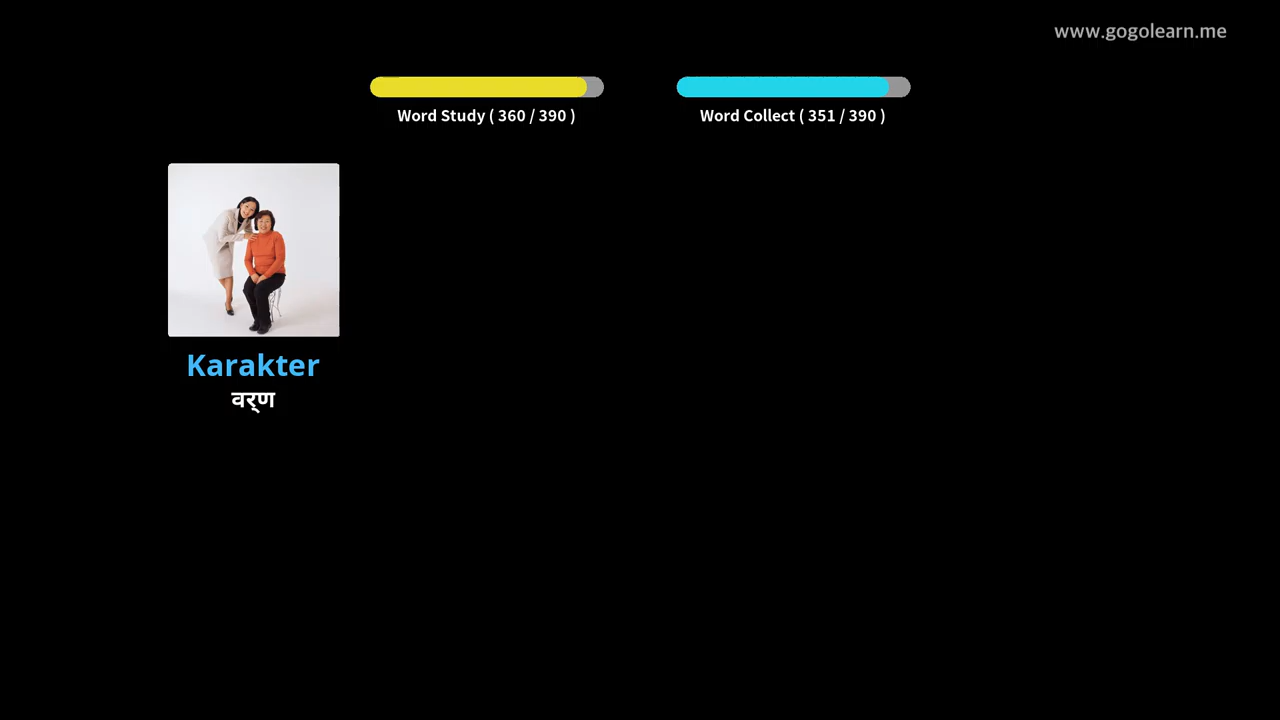 www.gogolearn.me
Word Study ( 360 / 390 )
Word Collect ( 351 / 390 )
Karakter
वर्‌ण